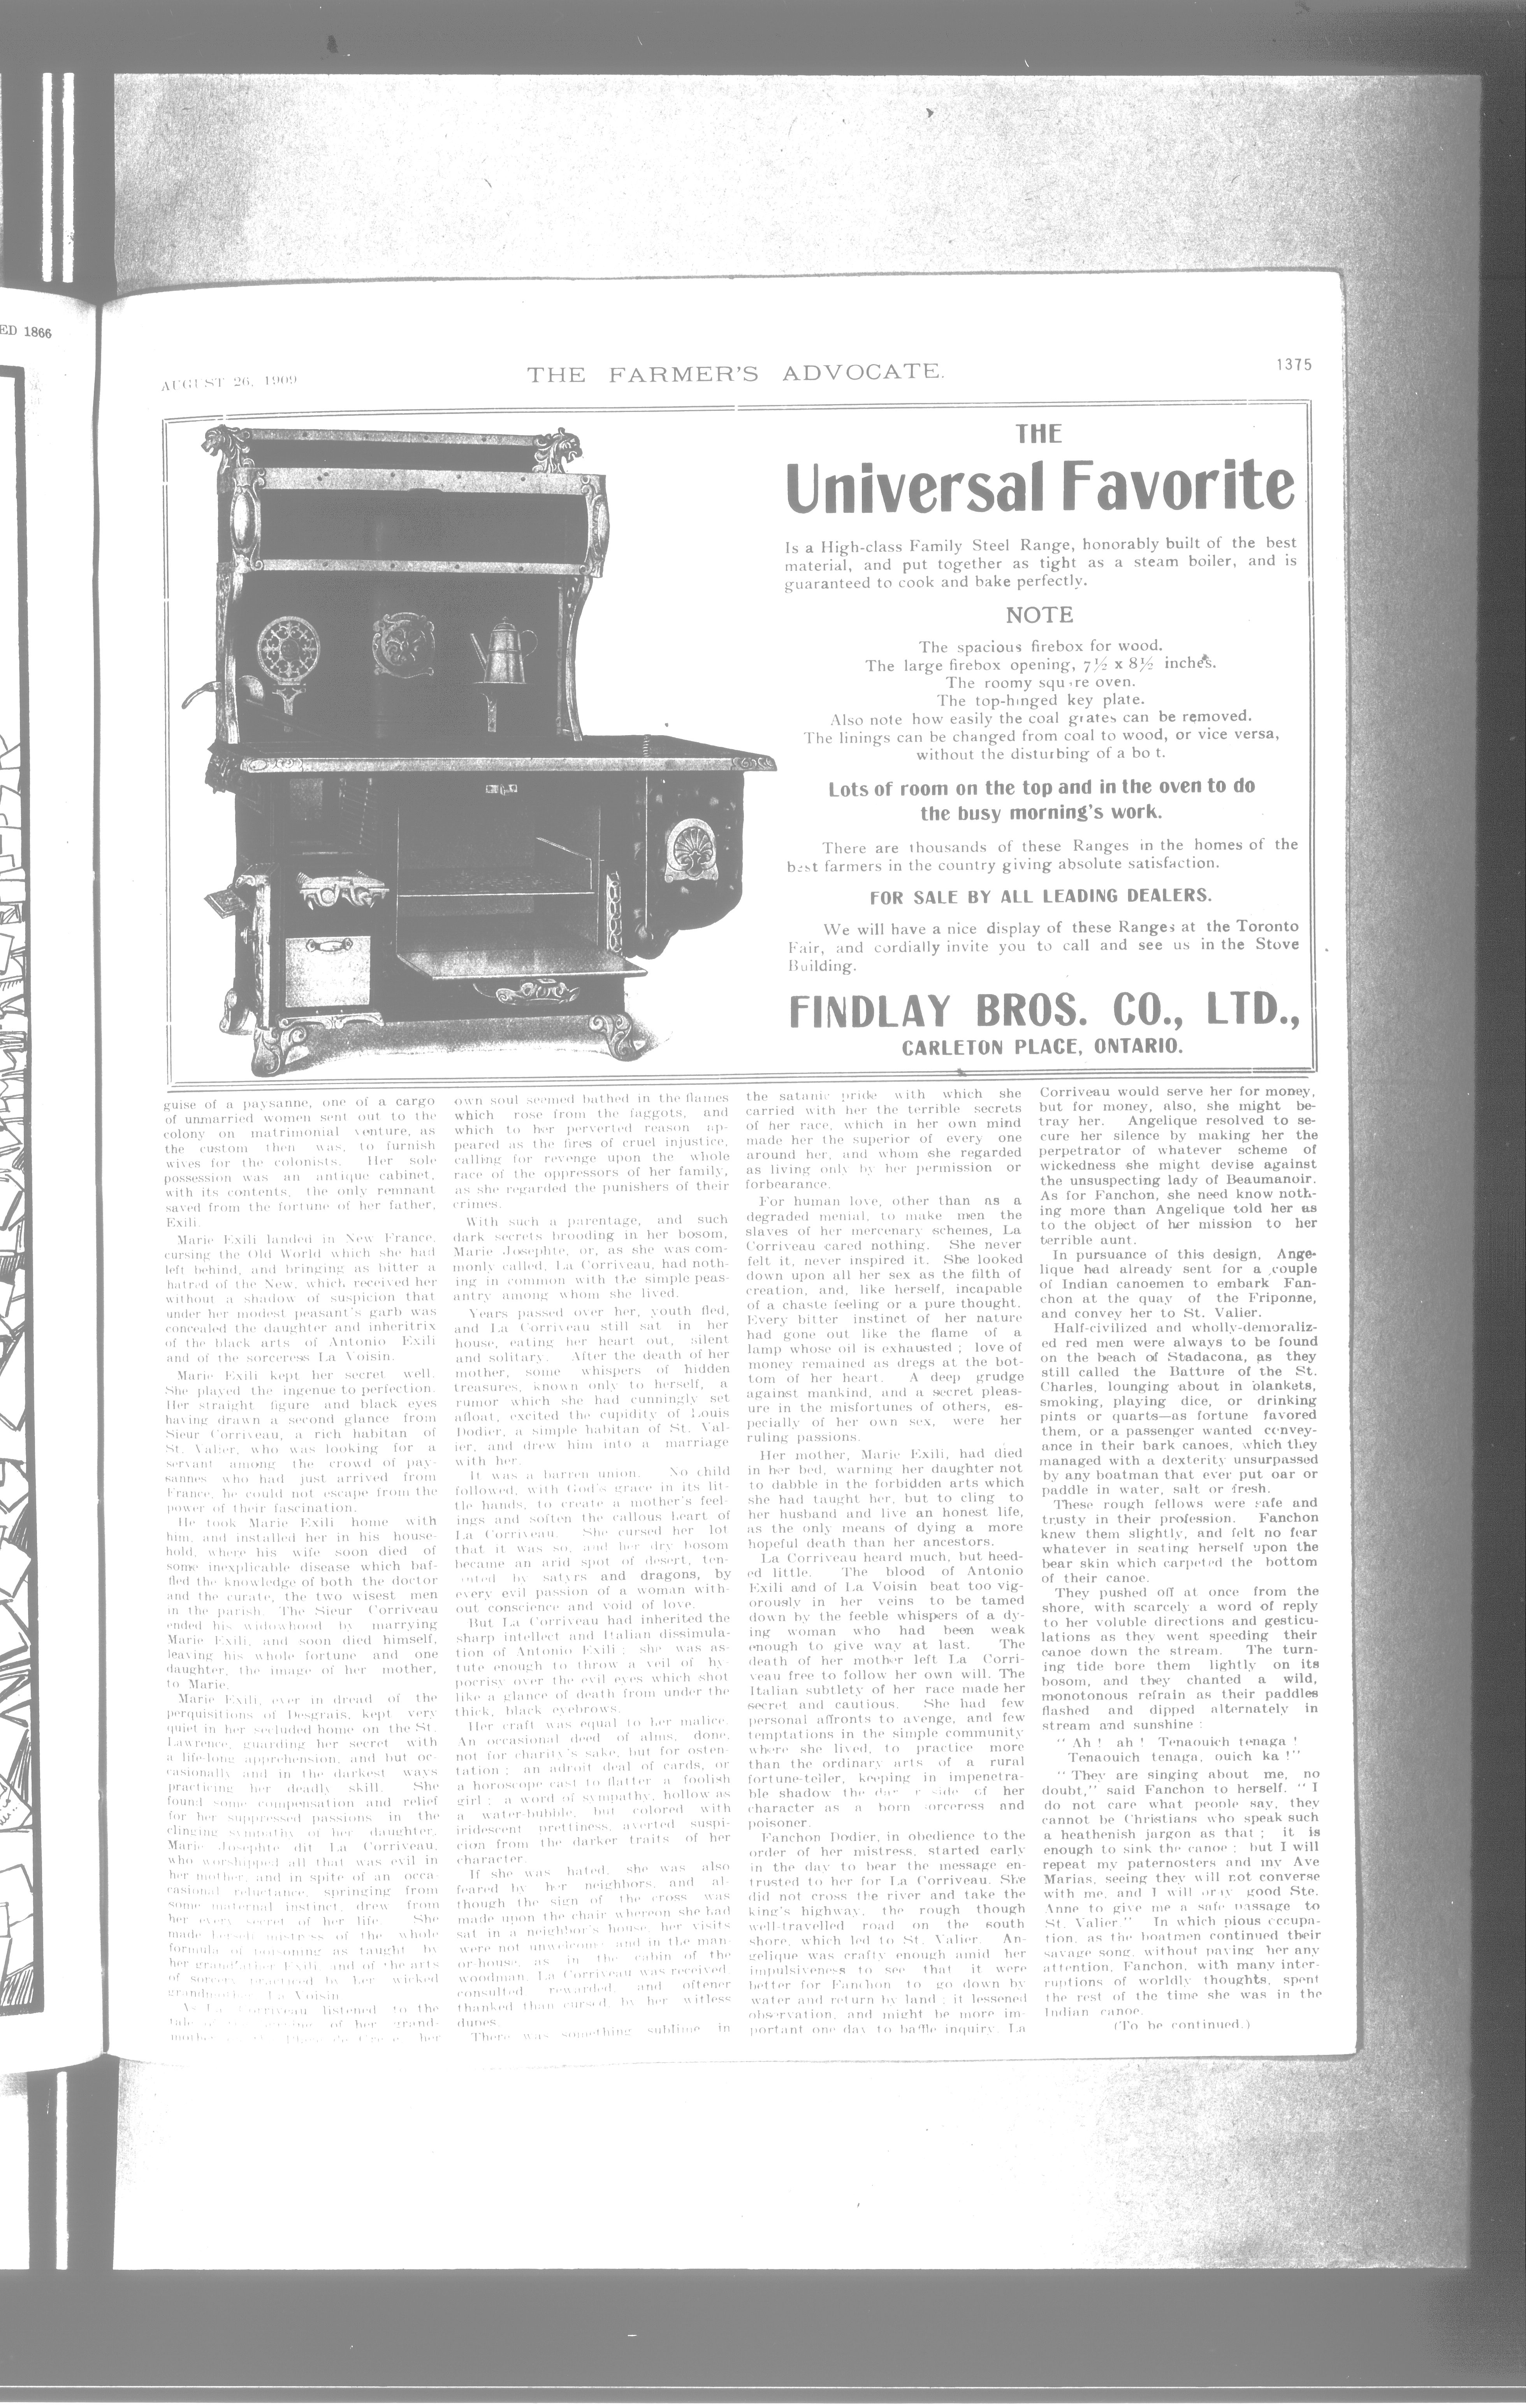 ED 1866
AUGUST 26, 1909
THE FARMER'S ADVOCATE.
1375
THE
Universal Favorite
Is a High-class Family Steel Range, honorably built of the best
material, and put together as tight as a steam boiler, and is
guaranteed to cook and bake perfectly.
NOTE
The spacious firebox for wood.
The large firebox opening, 7½ x 8½ inches.
The roomy square oven.
The top-hinged key plate.
Also note how easily the coal grates can be removed.
The linings can be changed from coal to wood, or vice versa,
without the disturbing of a bo t.
Lots of room on the top and in the oven to do
the busy morning's work.
There are thousands of these Ranges in the homes of the
best farmers in the country giving absolute satisfaction.
FOR SALE BY ALL LEADING DEALERS.
We will have a nice display of these Ranges at the Toronto
Fair, and cordially invite you to call and see us in the Stove
Building.
FINDLAY BROS. CO., LTD.,
CARLETON PLACE, ONTARIO.
guise of a paysanne, one of a cargo
of unmarried women sent out to the
colony on matrimonial venture, as
the custom then was, to furnish
wives for the colonists. Her sole
possession was an antique cabinet,
with its contents, the only remnant
saved from the fortune of her father,
Exili.
Marie Exili landed in New France,
cursing the Old World which she had
left behind, and bringing as bitter a
hatred of the New, which received her
without a shadow of suspicion that
under her modest peasant's garb was
concealed the daughter and inheritrix
of the black arts of Antonio Exili
and of the sorceress La Voisin.
Marie Exili kept her secret well.
She played the ingenue to perfection.
Her straight figure and black eyes
having drawn a second glance from
Sieur Corriveau, a rich habitan of
St. Valier, who was looking for a
servant among the crowd of pay-
sannes who had just arrived from
France, he could not escape from the
power of their fascination.
He took Marie Exili home with
him, and installed her in his house-
hold, where his wife soon died of
some inexplicable disease which baf-
fled the knowledge of both the doctor
and the curate, the two wisest men
in the parish. The Sieur Corriveau
ended his widowhood by marrying
Marie Exili, and soon died himself,
leaving his whole fortune and one
daughter, the image of her mother,
to Marie.
Marie Exili, ever in dread of the
perquisitions of Desgrais, kept very
quiet in her secluded home on the St.
Lawrence, guarding her secret with
a life-long apprehension, and but oc-
casionally and in the darkest ways
practicing her deadly skill. She
found some compensation and relief
for her suppressed passions in the
clinging sympathy of her daughter,
Marie Josephte dit La Corriveau,
who worshipped all that was evil in
her mother, and in spite of an occa-
casional reluctance, springing from
some maternal instinct, drew from
her every secret of her life. She
made herself mistress of the whole
formula of poisoning as taught by
her grandfather Exili, and of the arts
of sorcery practiced by her wicked
grandmother, La Voisin.
As La Corriveau listened to the
tale of her grand-
mother her
own soul seemed bathed in the flames
which rose from the faggots, and
which to her perverted reason ap-
peared as the fires of cruel injustice,
calling for revenge upon the whole
race of the oppressors of her family,
as she regarded the punishers of their
crimes.
With such a parentage, and such
dark secrets brooding in her bosom,
Marie Josephte, or, as she was com-
monly called, La Corriveau, had noth-
ing in common with the simple peas-
antry among whom she lived.
Years passed over her, youth fled,
and La Corriveau still sat in her
house, eating her heart out, silent
and solitary. After the death of her
mother, some whispers of hidden
treasures, known only to herself, a
rumor which she had cunningly set
afloat, excited the cupidity of Louis
Dodier, a simple habitan of St. Val-
ier, and drew him into a marriage
with her.
It was a barren union. No child
followed, with God's grace in its lit-
tle hands, to create a mother's feel-
ings and soften the callous heart of
La Corriveau. She cursed her lot
that it was so, and her dry bosom
became an arid spot of desert, ten-
anted by satyrs and dragons, by
every evil passion of a woman with-
out conscience and void of love.
But La Corriveau had inherited the
sharp intellect and Italian dissimula-
tion of Antonio Exili; she was as-
tute enough to throw a veil of hy-
pocrisy over the evil eyes which shot
like a glance of death from under the
thick, black eyebrows.
Her craft was equal to her malice.
An occasional deed of alms, done,
not for charity's sake, but for osten-
tation; an adroit deal of cards, or
a horoscope cast to flatter a foolish
girl; a word of sympathy, hollow as
a water-bubble, but colored with
iridescent prettiness, averted suspi-
cion from the darker traits of her
character.
If she was hated, she was also
feared by her neighbors, and al-
though the sign of the cross was
made upon the chair whereon she had
sat in a neighbor's house, her visits
were not unwelcome, and in the man-
or-house, as in the cabin of the
woodman, La Corriveau was received,
consulted, rewarded, and oftener
thanked than cursed, by her witless
dupes.
There was something sublime in
the satanic pride with which she
carried with her the terrible secrets
of her race, which in her own mind
made her the superior of every one
around her, and whom she regarded
as living only by her permission or
forbearance.
For human love, other than as a
degraded menial, to make men the
slaves of her mercenary schemes, La
Corriveau cared nothing. She never
felt it, never inspired it. She looked
down upon all her sex as the filth of
creation, and, like herself, incapable
of a chaste feeling or a pure thought.
Every bitter instinct of her nature
had gone out like the flame of a
lamp whose oil is exhausted; love of
money remained as dregs at the bot-
tom of her heart. A deep grudge
against mankind, and a secret pleas-
ure in the misfortunes of others, es-
pecially of her own sex, were her
ruling passions.
Her mother, Marie Exili, had died
in her bed, warning her daughter not
to dabble in the forbidden arts which
she had taught her, but to cling to
her husband and live an honest life,
as the only means of dying a more
hopeful death than her ancestors.
La Corriveau heard much, but heed-
ed little. The blood of Antonio
Exili and of La Voisin beat too vig-
orously in her veins to be tamed
down by the feeble whispers of a dy-
ing woman who had been weak
enough to give way at last. The
death of her mother left La Corri-
veau free to follow her own will. The
Italian subtlety of her race made her
secret and cautious. She had few
personal affronts to avenge, and few
temptations in the simple community
where she lived, to practice more
than the ordinary arts of a rural
fortune-teller, keeping in impenetra-
ble shadow the darker side of her
character as a born sorceress and
poisoner.
Fanchon Dodier, in obedience to the
order of her mistress, started early
in the day to bear the message en-
trusted to her for La Corriveau. She
did not cross the river and take the
king's highway, the rough though
well-travelled road on the south
shore, which led to St. Valier. An-
gelique was crafty enough amid her
impulsiveness to see that it were
better for Fanchon to go down by
water and return by land; it lessened
observation, and might be more im-
portant one day to baffle inquiry. La
Corriveau would serve her for money,
but for money, also, she might be-
tray her. Angelique resolved to se-
cure her silence by making her the
perpetrator of whatever scheme of
wickedness she might devise against
the unsuspecting lady of Beaumanoir.
As for Fanchon, she need know noth-
ing more than Angelique told her as
to the object of her mission to her
terrible aunt.
In pursuance of this design, Ange-
lique had already sent for a couple
of Indian canoemen to embark Fan-
chon at the quay of the Friponne,
and convey her to St. Valier.
Half-civilized and wholly-demoraliz-
ed red men were always to be found
on the beach of Stadacona, as they
still called the Batture of the St.
Charles, lounging about in blankets,
smoking, playing dice, or drinking
pints or quarts—as fortune favored
them, or a passenger wanted convey-
ance in their bark canoes, which they
managed with a dexterity unsurpassed
by any boatman that ever put oar or
paddle in water, salt or fresh.
These rough fellows were safe and
trusty in their profession. Fanchon
knew them slightly, and felt no fear
whatever in seating herself upon the
bear skin which carpeted the bottom
of their canoe.
They pushed off at once from the
shore, with scarcely a word of reply
to her voluble directions and gesticu-
lations as they went speeding their
canoe down the stream. The turn-
ing tide bore them lightly on its
bosom, and they chanted a wild,
monotonous refrain as their paddles
flashed and dipped alternately in
stream and sunshine:
"Ah! ah! Tenaouich tenaga!
Tenaouich tenaga, ouich ka!"
"They are singing about me, no
doubt," said Fanchon to herself. "I
do not care what people say, they
cannot be Christians who speak such
a heathenish jargon as that; it is
enough to sink the canoe; but I will
repeat my paternosters and my Ave
Marias, seeing they will not converse
with me, and I will pray good Ste.
Anne to give me a safe passage to
St. Valier." In which pious occupa-
tion, as the boatmen continued their
savage song, without paying her any
attention, Fanchon, with many inter-
ruptions of worldly thoughts, spent
the rest of the time she was in the
Indian canoe.
(To be continued.)